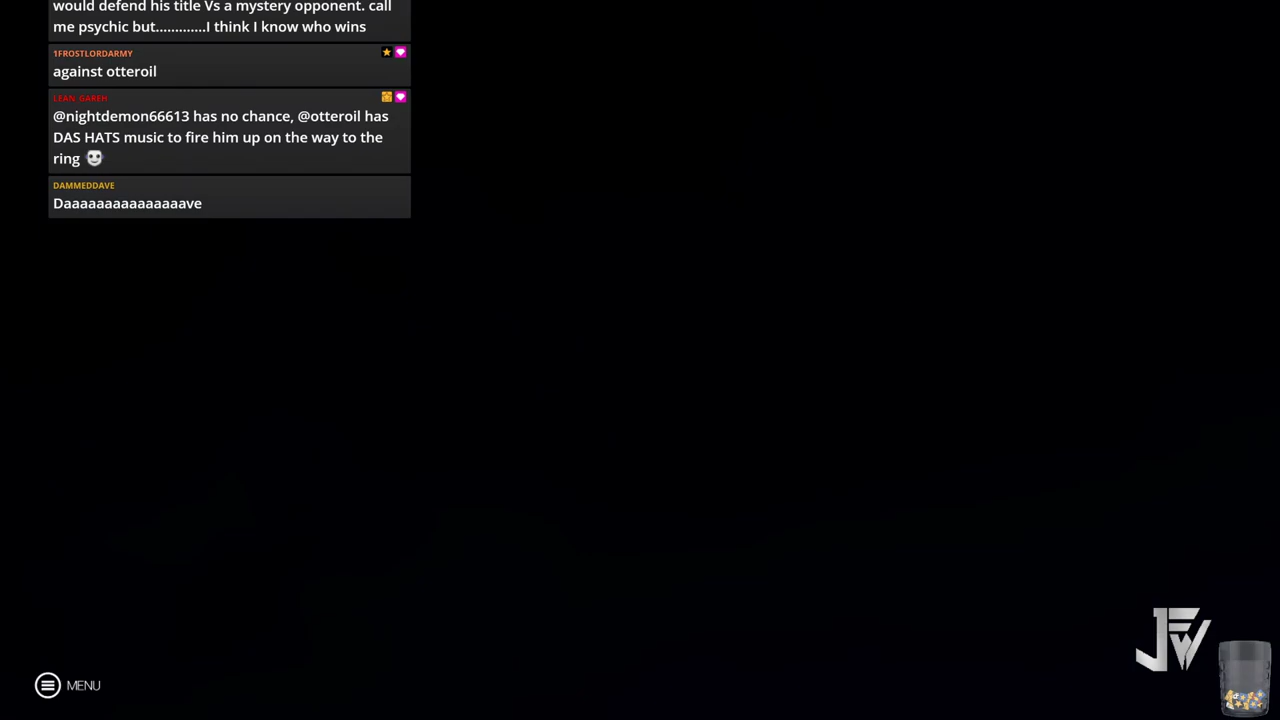 would defend his title Vs a mystery opponent. call
me psychic but.............I think I know who wins
1FROSTLORDARMY
against otteroil
LEAN_GAREH
@nightdemon66613 has no chance, @otteroil has
DAS HATS music to fire him up on the way to the
ring
DAMMEDDAVE
Daaaaaaaaaaaaaaave
MENU
JFW